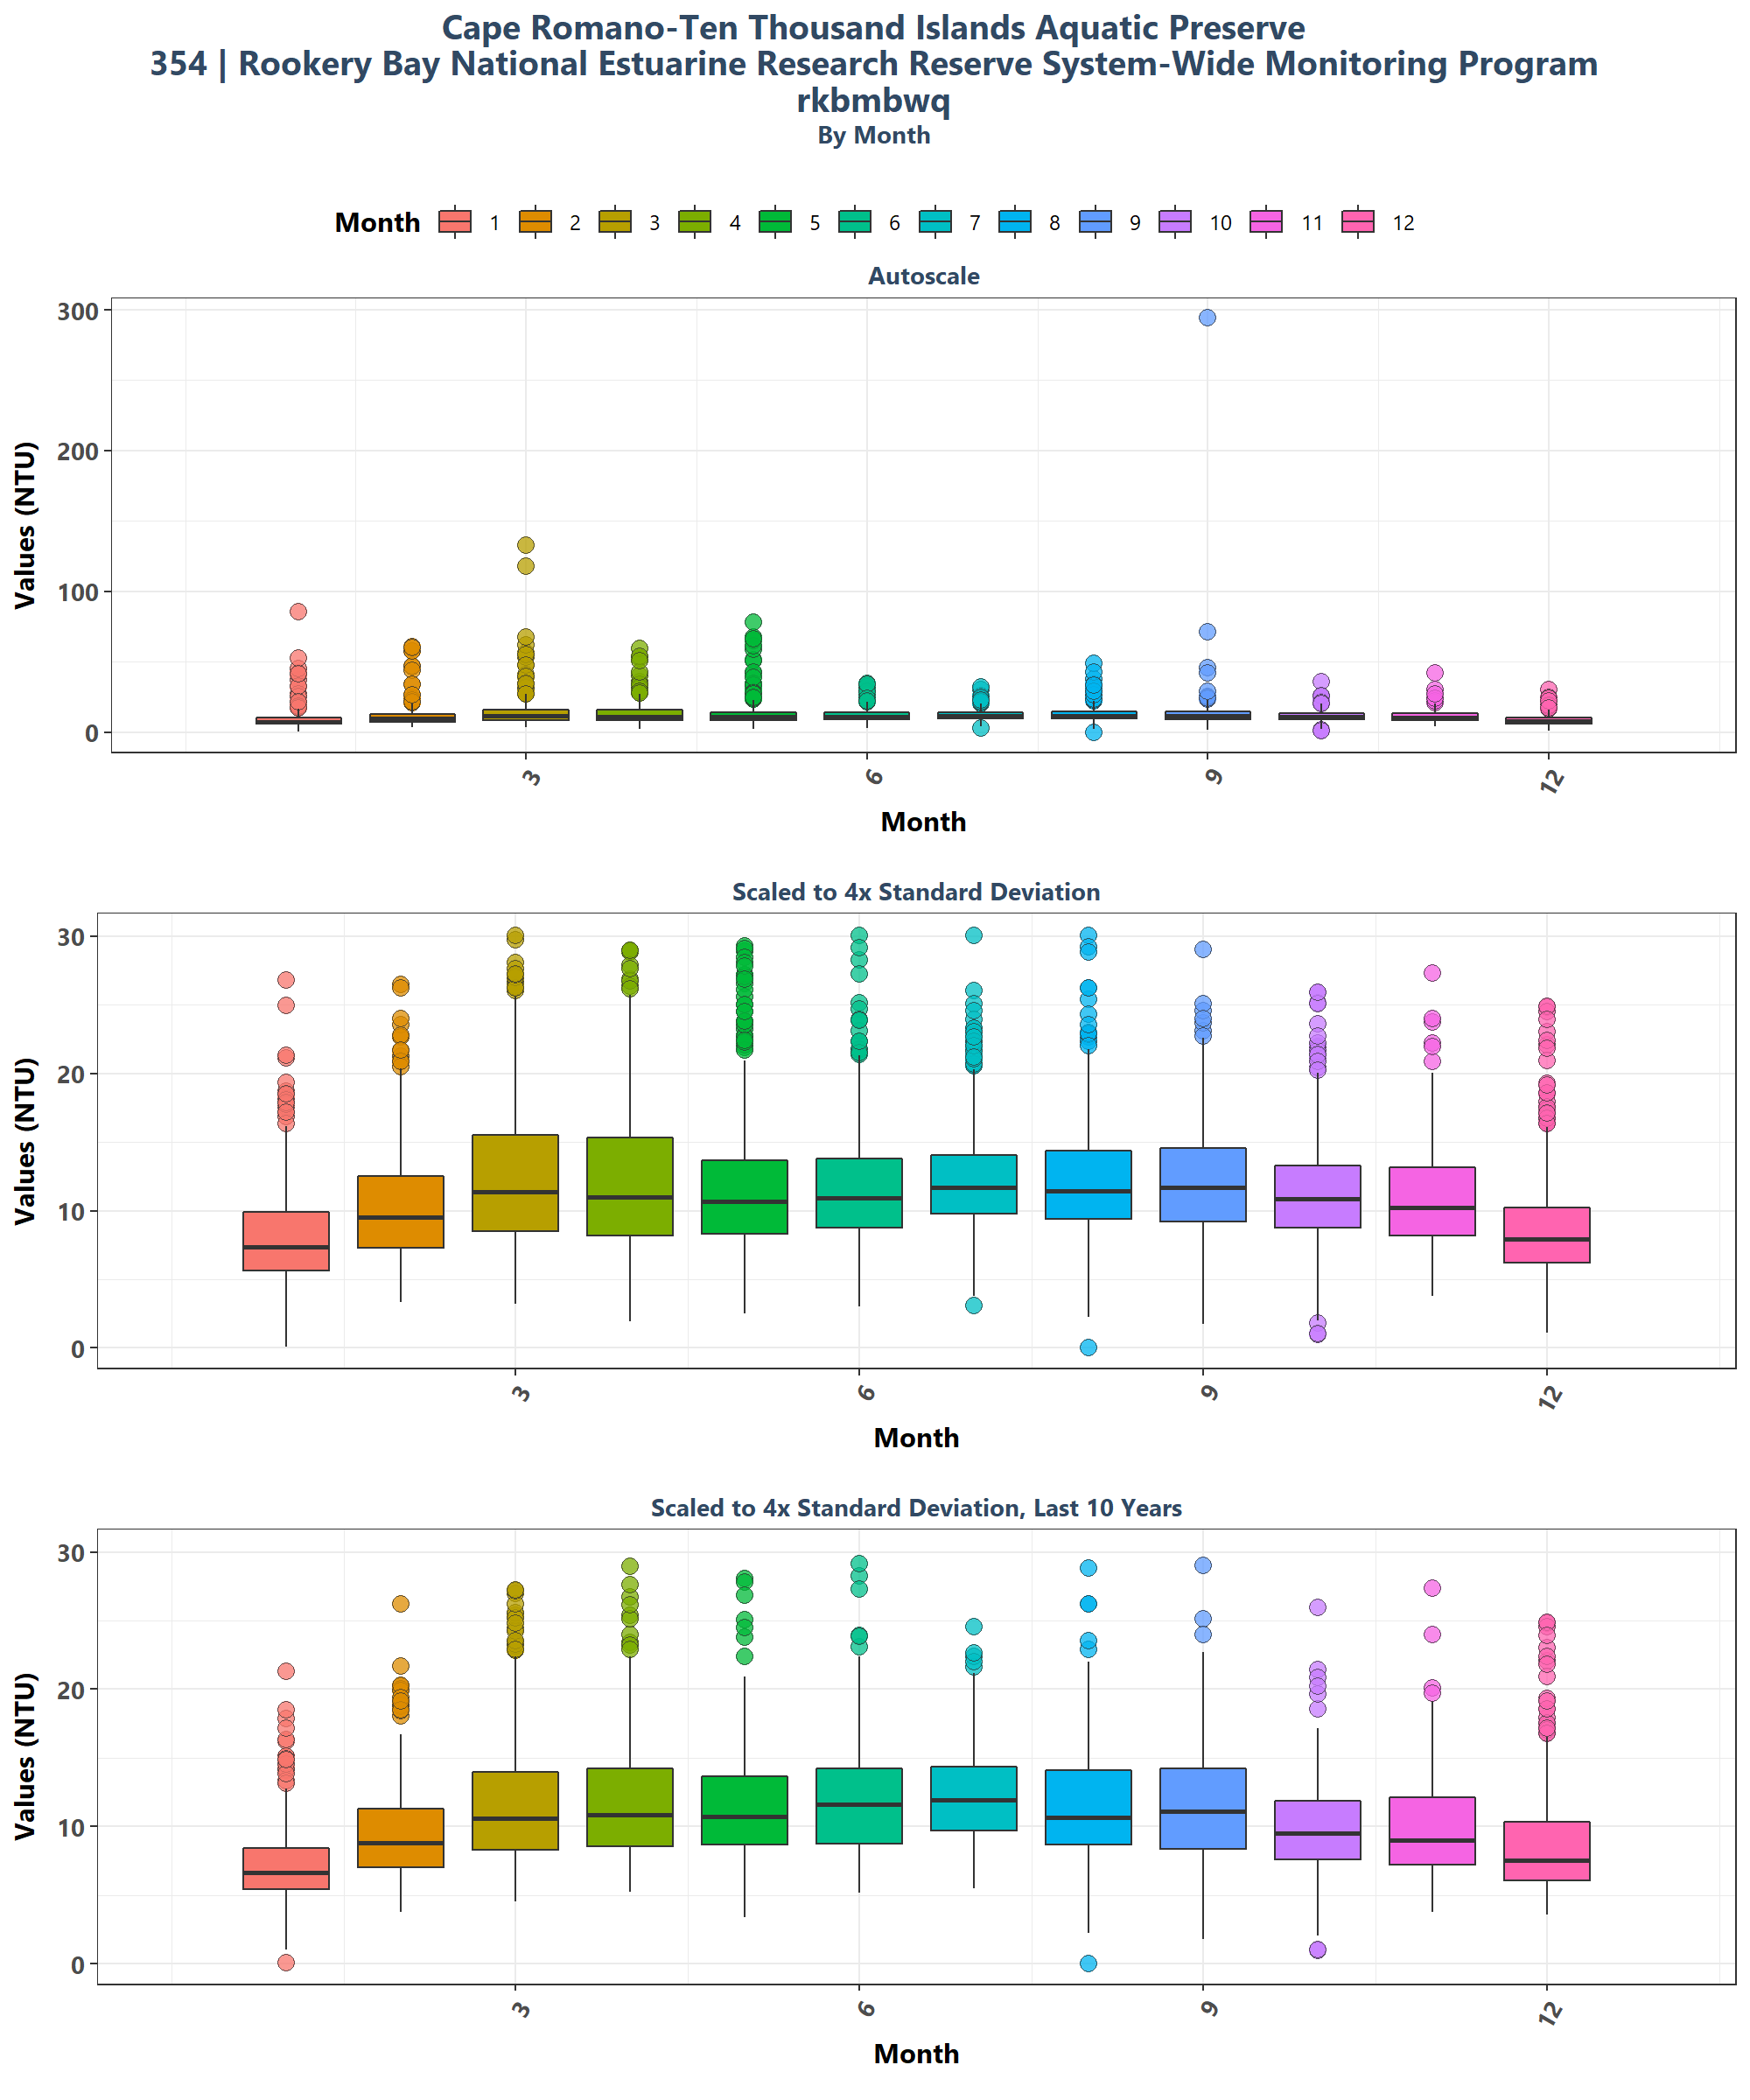 Cape Romano-Ten Thousand Islands Aquatic Preserve
354 | Rookery Bay National Estuarine Research Reserve System-Wide Monitoring Program
rkbmbwq
By Month
Month 1 2 3 4 5 6 7 8 9 10 11 12
Autoscale
Values (NTU)
300
200
100
0
3 6 9 12
Month
Scaled to 4x Standard Deviation
Values (NTU)
30
20
10
0
3 6 9 12
Month
Scaled to 4x Standard Deviation, Last 10 Years
Values (NTU)
30
20
10
0
3 6 9 12
Month